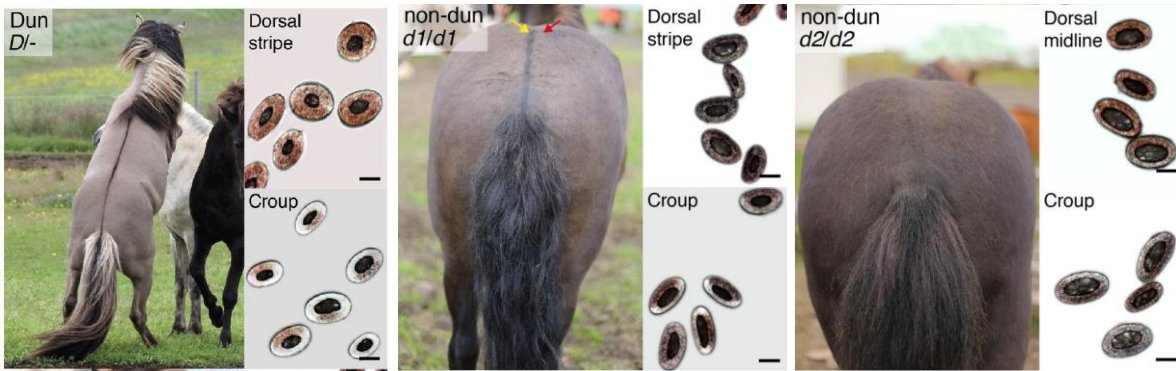 Dun
D/-
Dorsal
stripe
Croup
non-dun
d1/d1
Dorsal
stripe
Croup
non-dun
d2/d2
Dorsal
midline
Croup